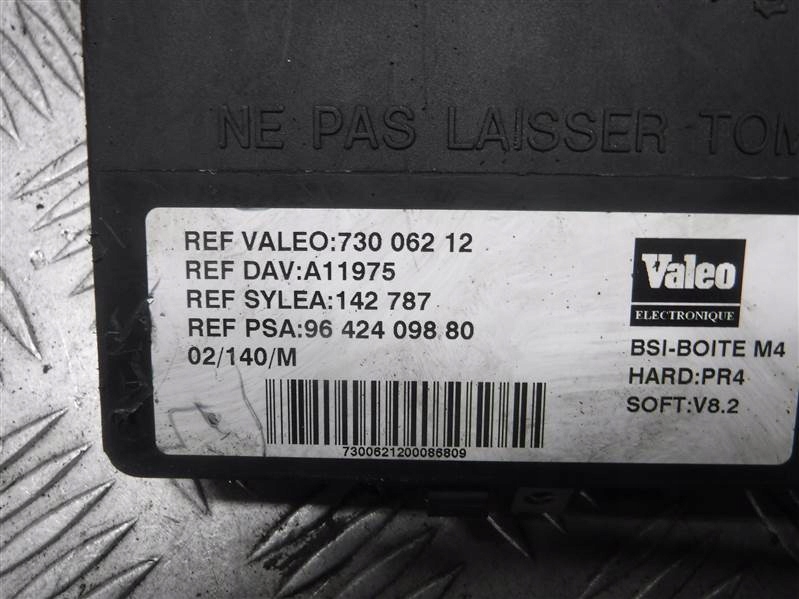 NE PAS LAISSER TOM
REF VALEO:730 062 12
REF DAV:A11975
REF SYLEA:142 787
REF PSA:96 424 098 80
02/140/M
7300621200086809
Valeo
ELECTRONIQUE
BSI-BOITE M4
HARD:PR4
SOFT:V8.2